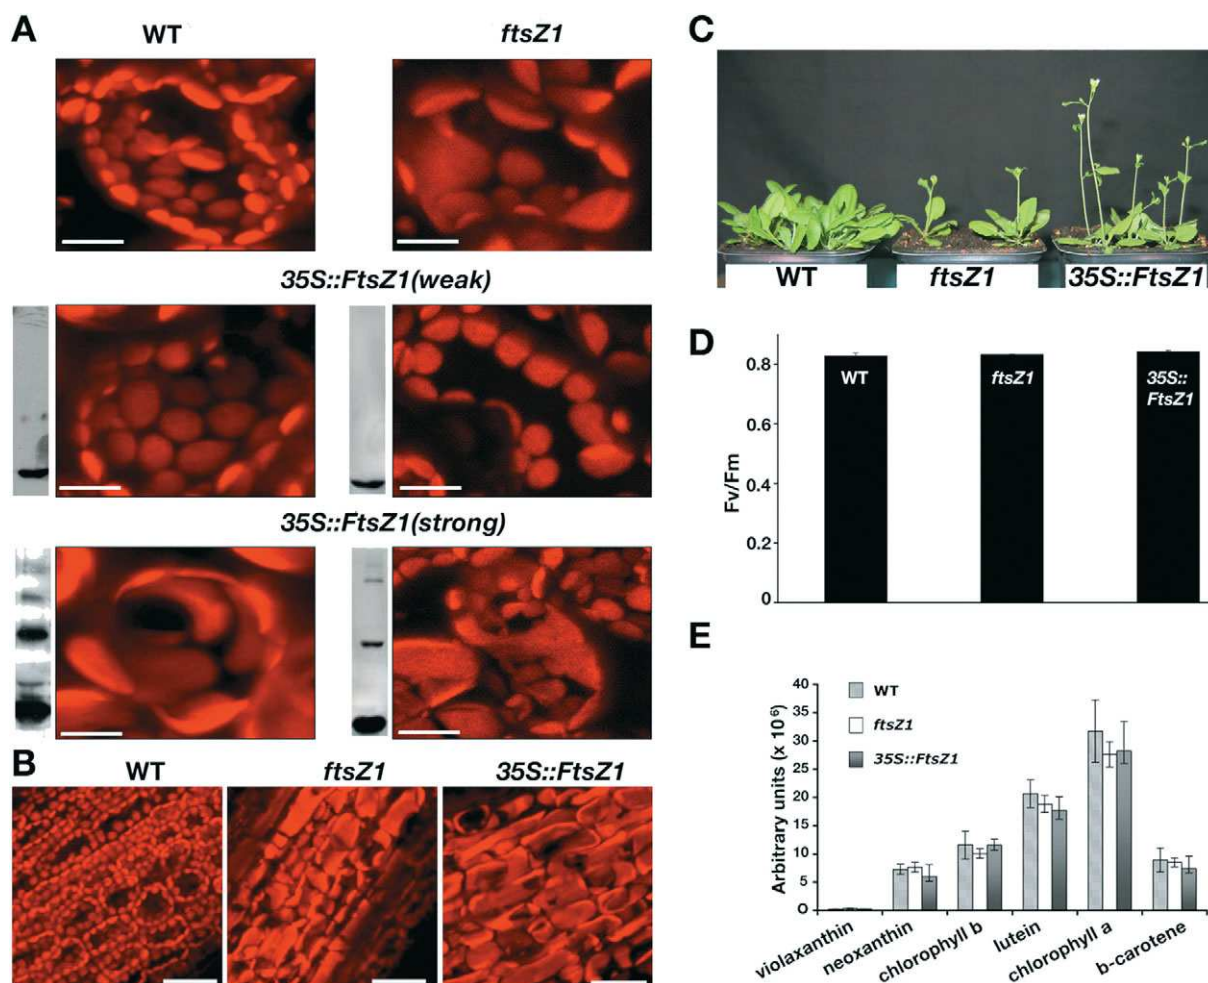 A
WT
ftsZ1
35S::FtsZ1(weak)
35S::FtsZ1(strong)
B
WT
ftsZ1
35S::FtsZ1
C
WT
ftsZ1
35S::FtsZ1
D
Fv/Fm
0.8
0.6
0.4
0.2
0
WT
ftsZ1
35S::
FtsZ1
E
Arbitrary units (x 10⁶)
40
35
30
25
20
15
10
5
0
WT
ftsZ1
35S::FtsZ1
violaxanthin
neoxanthin
chlorophyll b
lutein
chlorophyll a
b-carotene